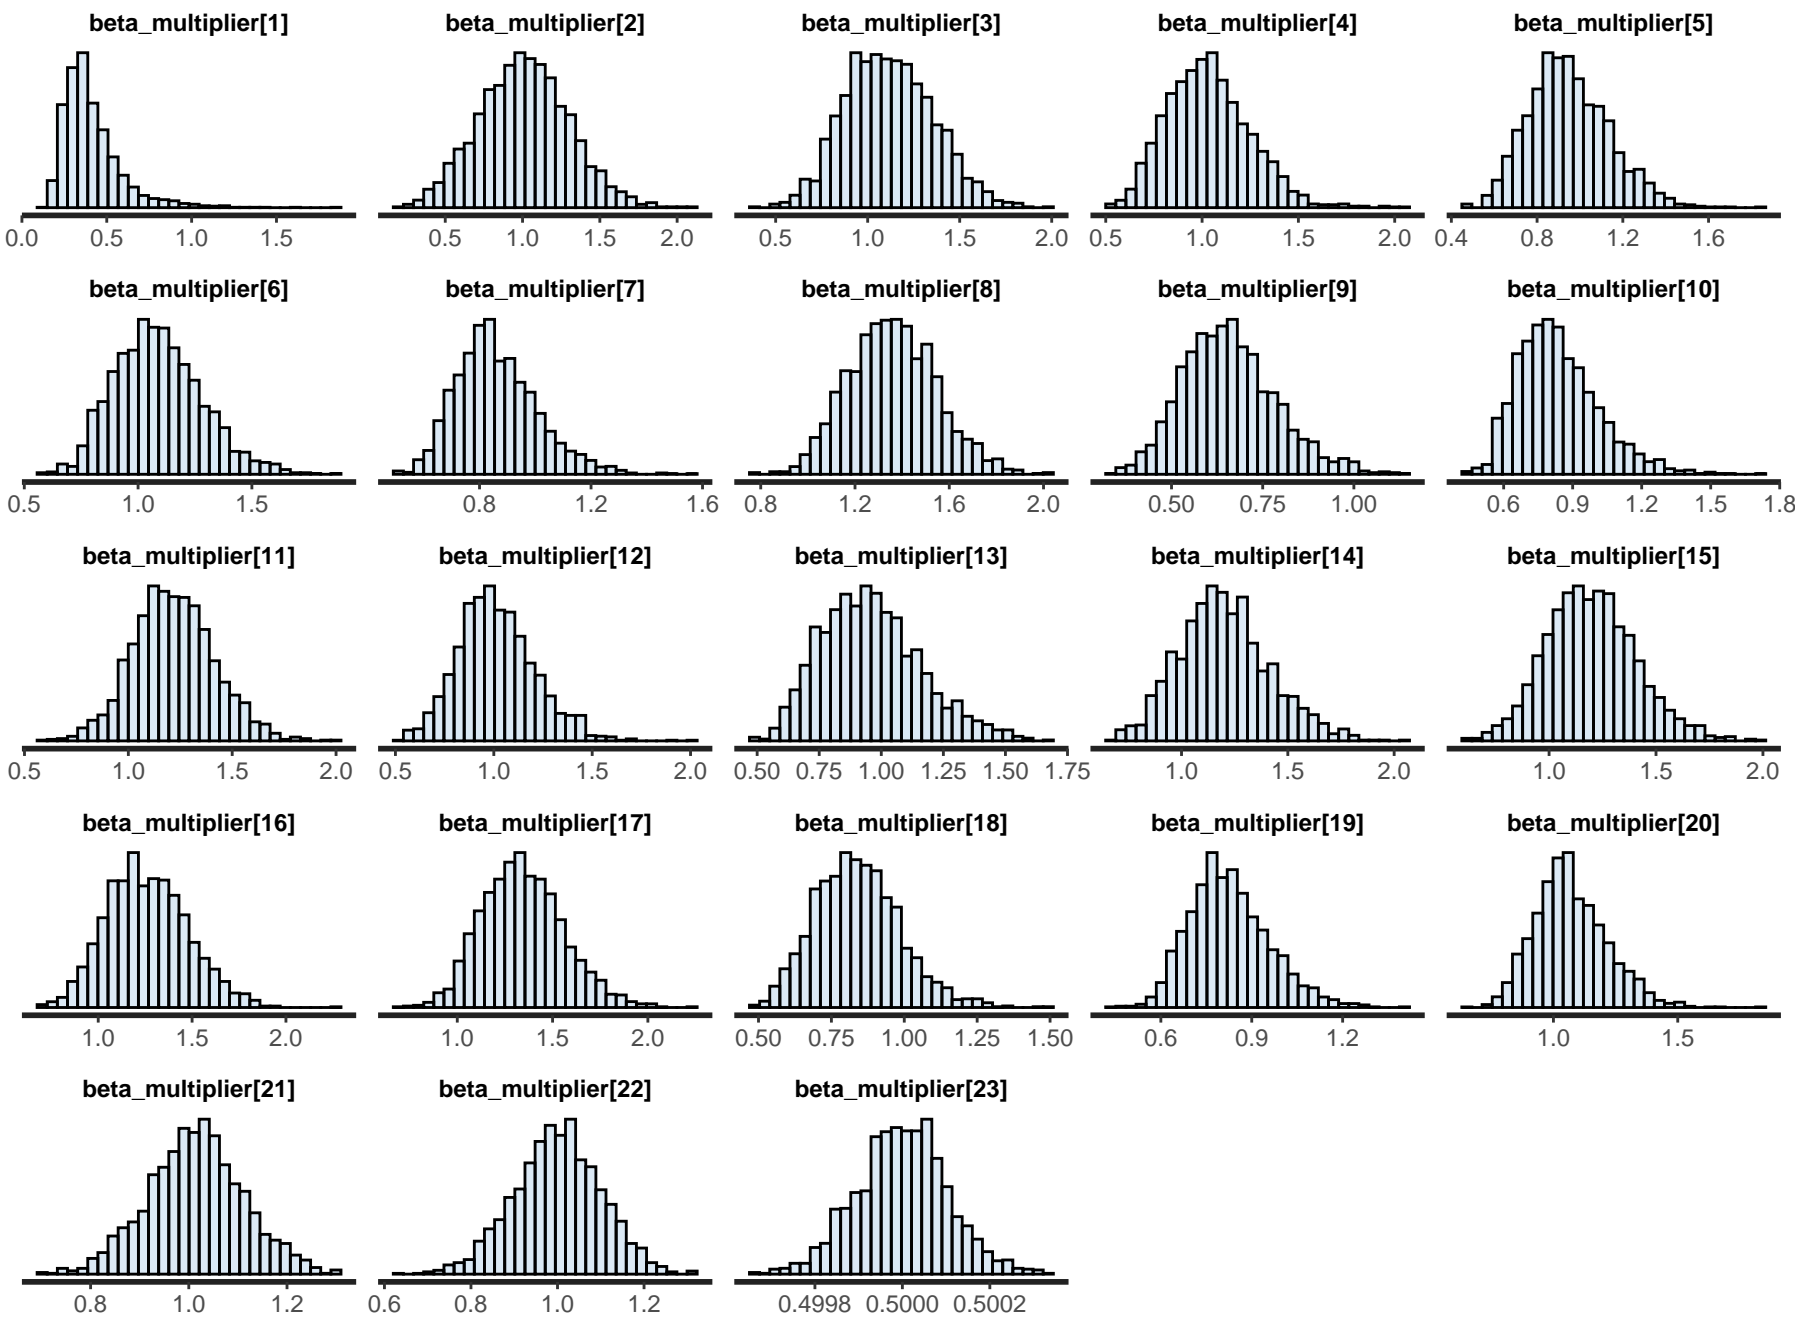 beta_multiplier[1] beta_multiplier[2] beta_multiplier[3] beta_multiplier[4] beta_multiplier[5]
0.0 0.5 1.0 1.5 0.5 1.0 1.5 2.0 0.5 1.0 1.5 2.0 0.5 1.0 1.5 2.0 0.4 0.8 1.2 1.6
beta_multiplier[6] beta_multiplier[7] beta_multiplier[8] beta_multiplier[9] beta_multiplier[10]
0.5 1.0 1.5 0.8 1.2 1.6 0.8 1.2 1.6 2.0 0.50 0.75 1.00 0.6 0.9 1.2 1.5 1.8
beta_multiplier[11] beta_multiplier[12] beta_multiplier[13] beta_multiplier[14] beta_multiplier[15]
0.5 1.0 1.5 2.0 0.5 1.0 1.5 2.0 0.50 0.75 1.00 1.25 1.50 1.75 1.0 1.5 2.0 1.0 1.5 2.0
beta_multiplier[16] beta_multiplier[17] beta_multiplier[18] beta_multiplier[19] beta_multiplier[20]
1.0 1.5 2.0 1.0 1.5 2.0 0.50 0.75 1.00 1.25 1.50 0.6 0.9 1.2 1.0 1.5
beta_multiplier[21] beta_multiplier[22] beta_multiplier[23]
0.8 1.0 1.2 0.6 0.8 1.0 1.2 0.4998 0.5000 0.5002